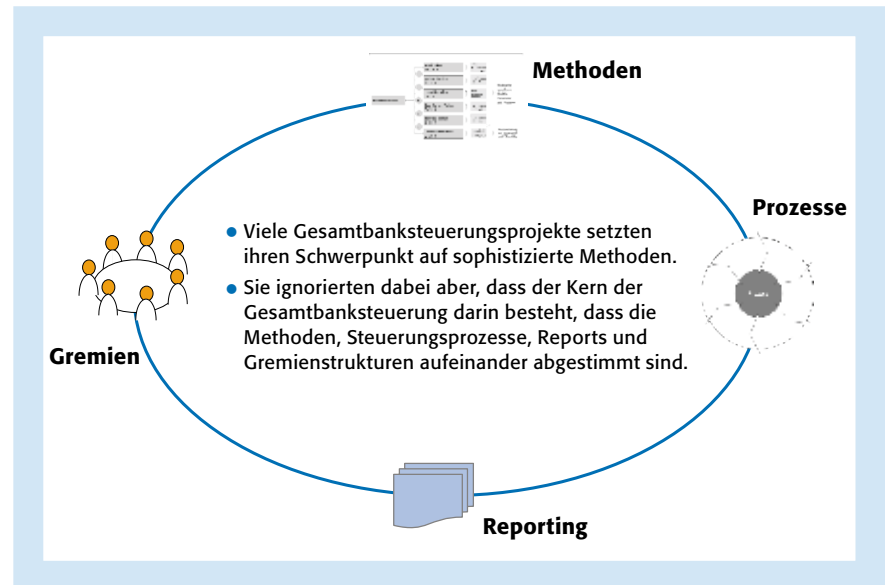 Methoden
Prozesse
• Viele Gesamtbanksteuerungsprojekte setzten
ihren Schwerpunkt auf sophistizierte Methoden.
• Sie ignorierten dabei aber, dass der Kern der
Gesamtbanksteuerung darin besteht, dass die
Methoden, Steuerungsprozesse, Reports und
Gremienstrukturen aufeinander abgestimmt sind.
Gremien
Reporting